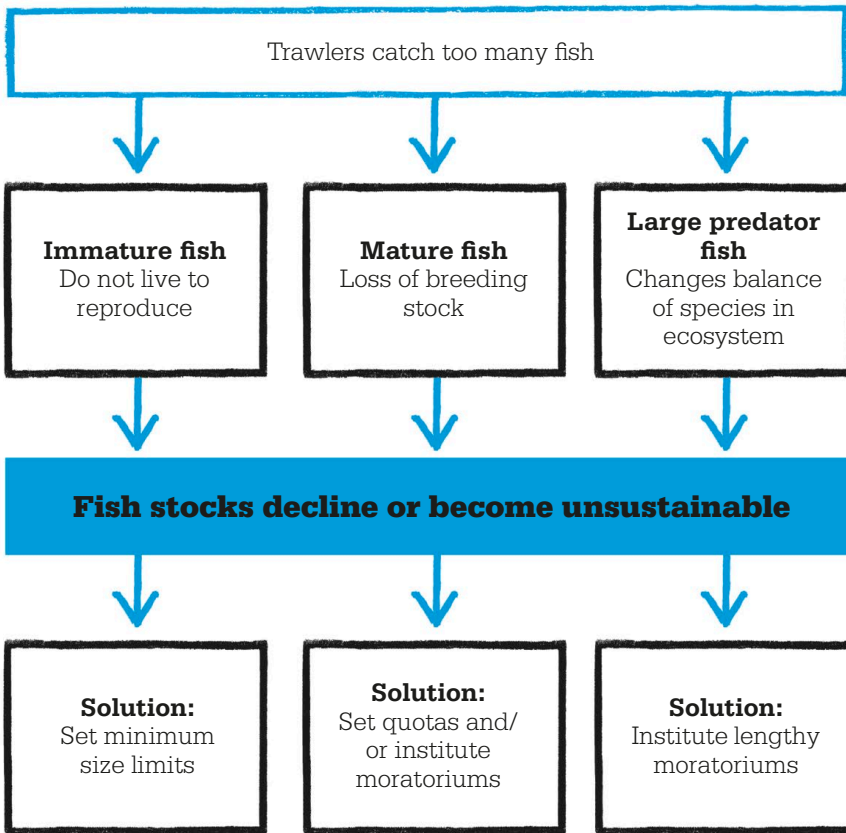 Trawlers catch too many fish
Immature fish
Do not live to
reproduce
Mature fish
Loss of breeding
stock
Large predator
fish
Changes balance
of species in
ecosystem
Fish stocks decline or become unsustainable
Solution:
Set minimum
size limits
Solution:
Set quotas and/
or institute
moratoriums
Solution:
Institute lengthy
moratoriums